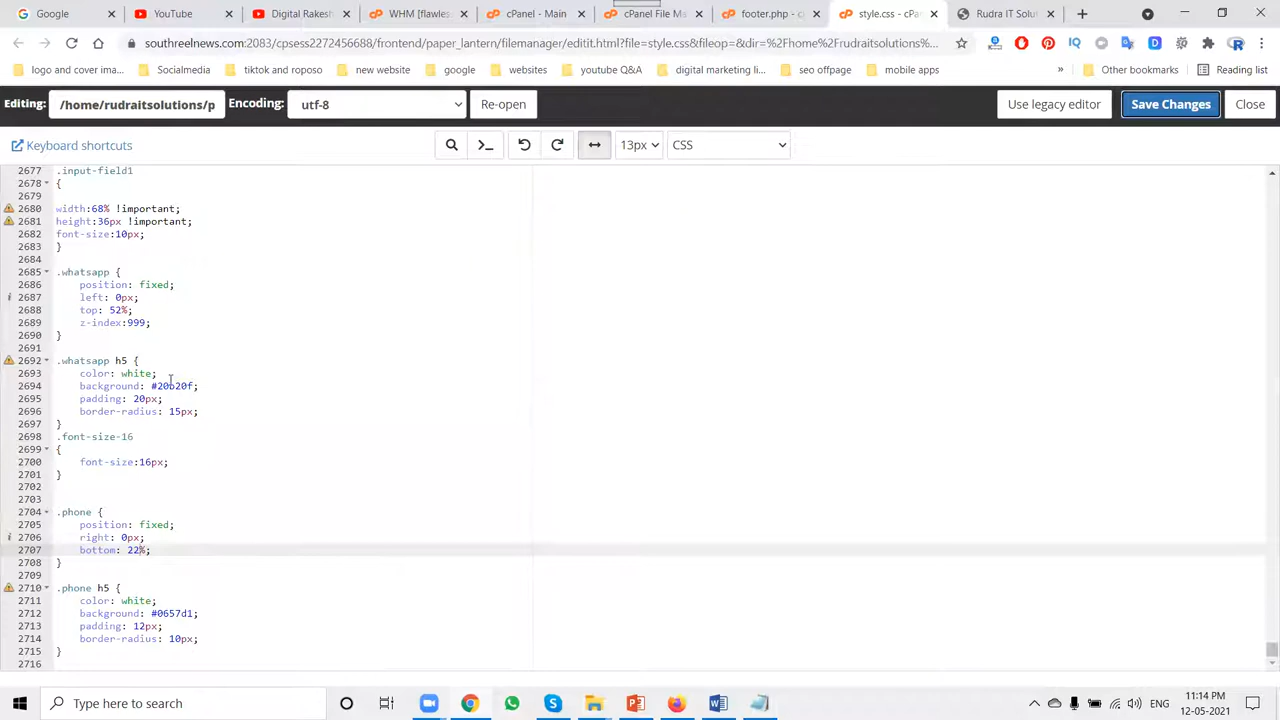 Google
YouTube
Digital Rakesh
WHM [flawles
cPanel - Main
cPanel File M
footer.php - c
style.css - cPa
Rudra IT Solu
southreelnews.com:2083/cpsess2272456688/frontend/paper_lantern/filemanager/editit.html?file=style.css&fileop=&dir=%2Fhome%2Frudraitsolutions%2...
logo and cover ima...
Socialmedia
tiktok and roposo
new website
google
websites
youtube Q&A
digital marketing li...
seo offpage
mobile apps
»
Other bookmarks
Reading list
Editing:
/home/rudraitsolutions/p
Encoding:
utf-8
Re-open
Use legacy editor
Save Changes
Close
Keyboard shortcuts
13px
CSS
2677 .input-field1
2678 {
2679
2680 width:68% !important;
2681 height:36px !important;
2682 font-size:10px;
2683 }
2684
2685 .whatsapp {
2686 position: fixed;
2687 left: 0px;
2688 top: 52%;
2689 z-index:999;
2690 }
2691
2692 .whatsapp h5 {
2693 color: white;
2694 background: #20b20f;
2695 padding: 20px;
2696 border-radius: 15px;
2697 }
2698 .font-size-16
2699 {
2700 font-size:16px;
2701 }
2702
2703
2704 .phone {
2705 position: fixed;
2706 right: 0px;
2707 bottom: 22%;
2708 }
2709
2710 .phone h5 {
2711 color: white;
2712 background: #0657d1;
2713 padding: 12px;
2714 border-radius: 10px;
2715 }
2716
Type here to search
ENG
11:14 PM
12-05-2021